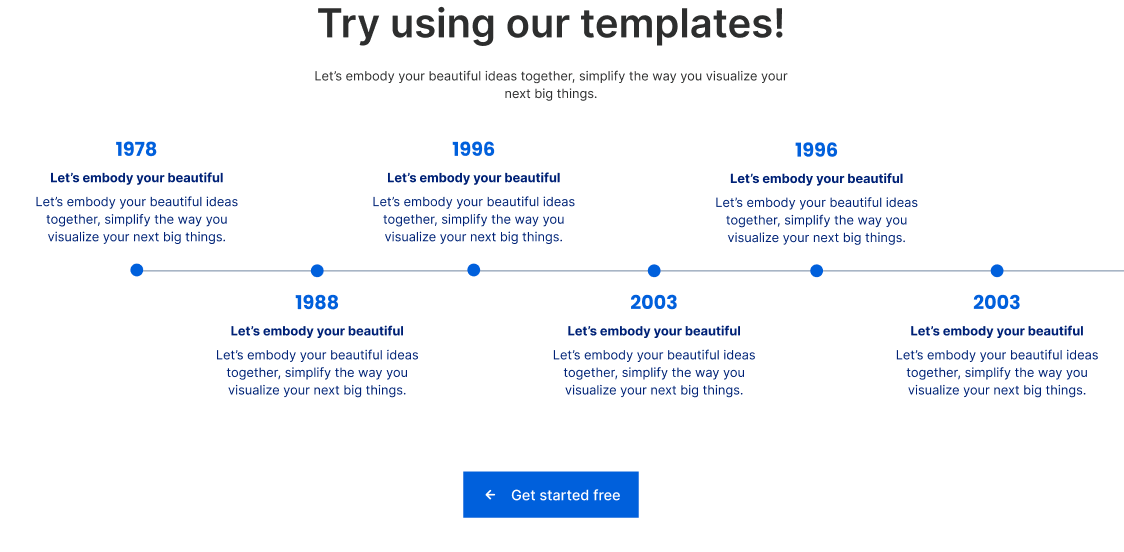 Try using our templates!
Let’s embody your beautiful ideas together, simplify the way you visualize your
next big things.
1978
Let’s embody your beautiful
Let’s embody your beautiful ideas
together, simplify the way you
visualize your next big things.
1988
Let’s embody your beautiful
Let’s embody your beautiful ideas
together, simplify the way you
visualize your next big things.
1996
Let’s embody your beautiful
Let’s embody your beautiful ideas
together, simplify the way you
visualize your next big things.
2003
Let’s embody your beautiful
Let’s embody your beautiful ideas
together, simplify the way you
visualize your next big things.
1996
Let’s embody your beautiful
Let’s embody your beautiful ideas
together, simplify the way you
visualize your next big things.
2003
Let’s embody your beautiful
Let’s embody your beautiful ideas
together, simplify the way you
visualize your next big things.
Get started free